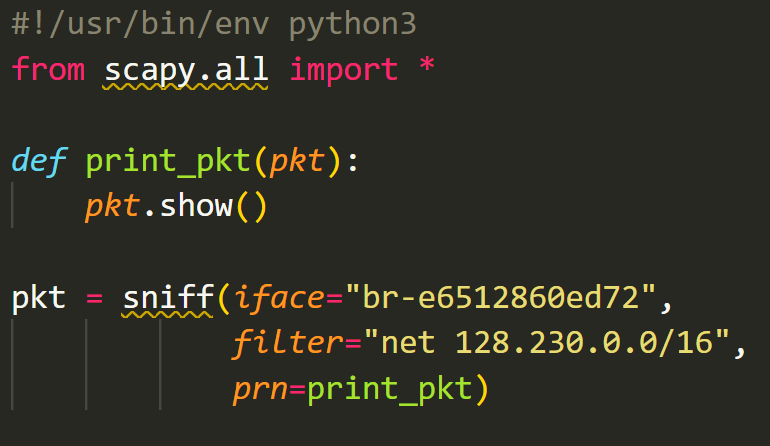 #!/usr/bin/env python3
from scapy.all import *
def print_pkt(pkt):
    pkt.show()
pkt = sniff(iface="br-e6512860ed72",
            filter="net 128.230.0.0/16",
            prn=print_pkt)